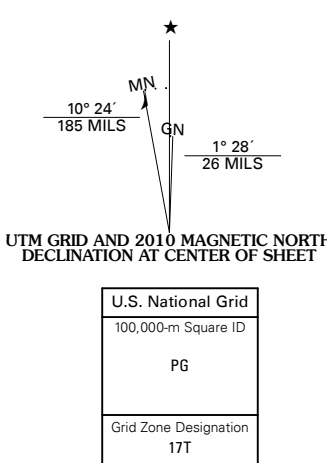 ★
MN
10° 24´
185 MILS
GN
1° 28´
26 MILS
UTM GRID AND 2010 MAGNETIC NORTH
DECLINATION AT CENTER OF SHEET
U.S. National Grid
100,000-m Square ID
PG
Grid Zone Designation
17T